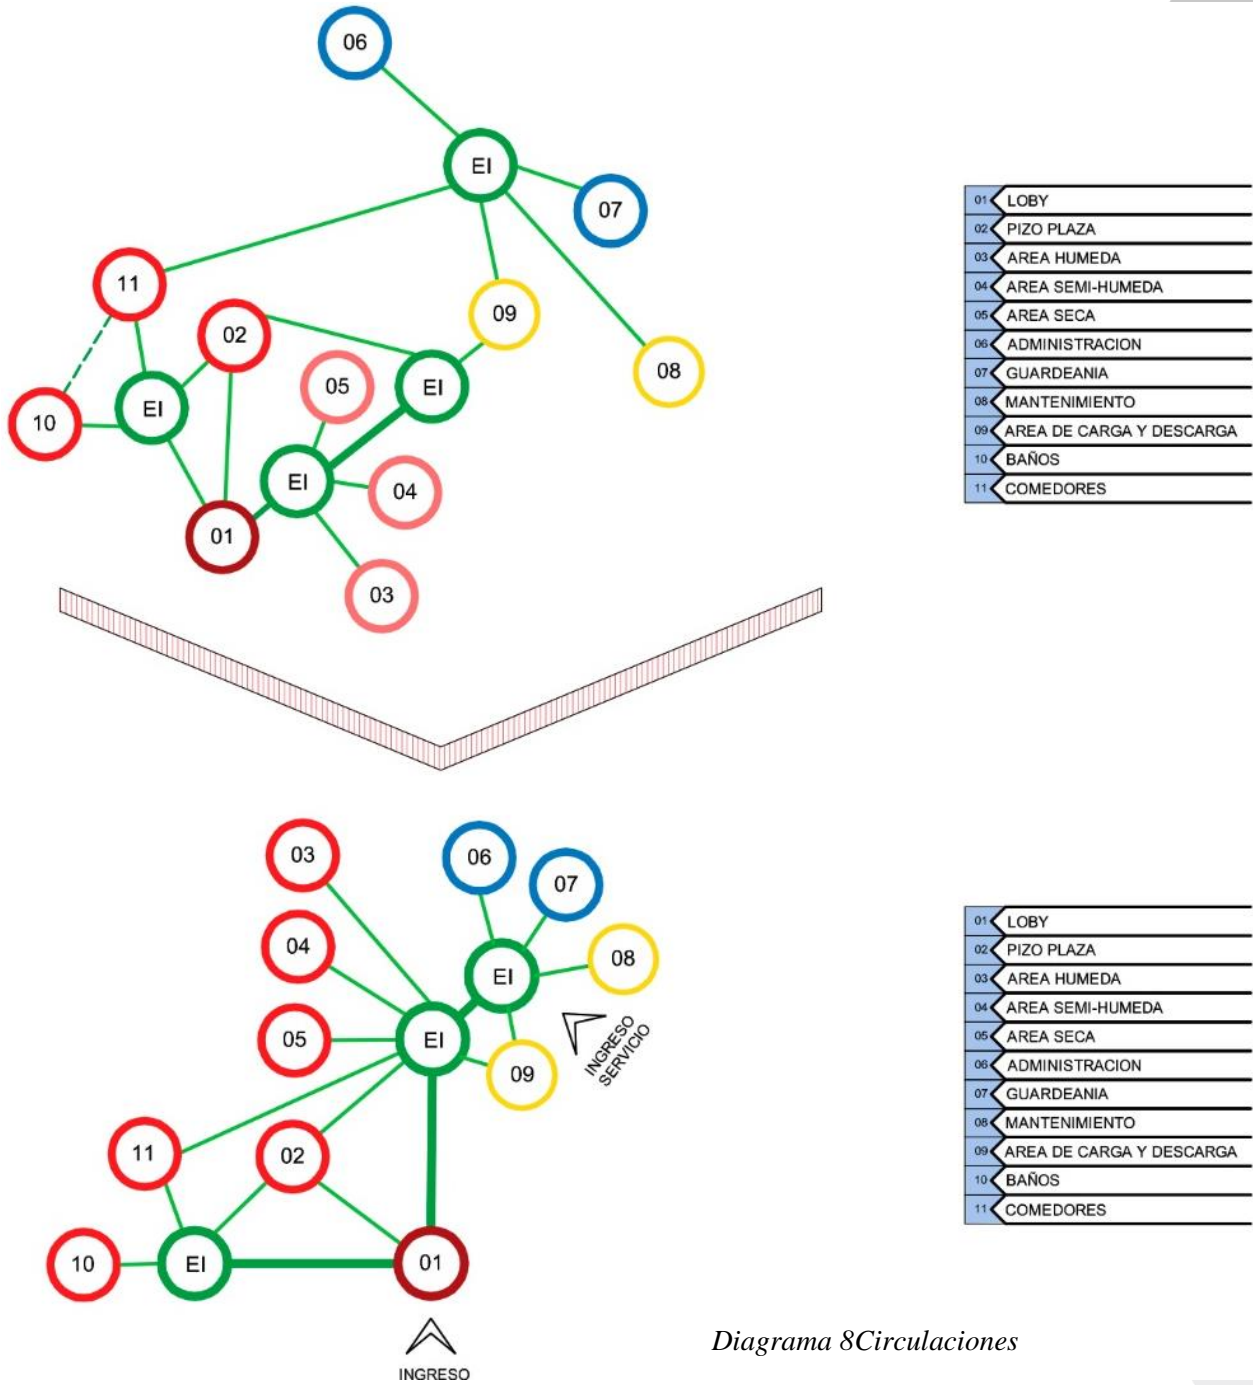 06
EI
07
11
09
02
08
05
EI
EI
10
EI
04
01
03
01 LOBY
02 PIZO PLAZA
03 AREA HUMEDA
04 AREA SEMI-HUMEDA
05 AREA SECA
06 ADMINISTRACION
07 GUARDEANIA
08 MANTENIMIENTO
09 AREA DE CARGA Y DESCARGA
10 BAÑOS
11 COMEDORES
03
06
07
04
08
EI
05
EI
09
INGRESO
SERVICIO
11
02
10
EI
01
INGRESO
01 LOBY
02 PIZO PLAZA
03 AREA HUMEDA
04 AREA SEMI-HUMEDA
05 AREA SECA
06 ADMINISTRACION
07 GUARDEANIA
08 MANTENIMIENTO
09 AREA DE CARGA Y DESCARGA
10 BAÑOS
11 COMEDORES
Diagrama 8Circulaciones